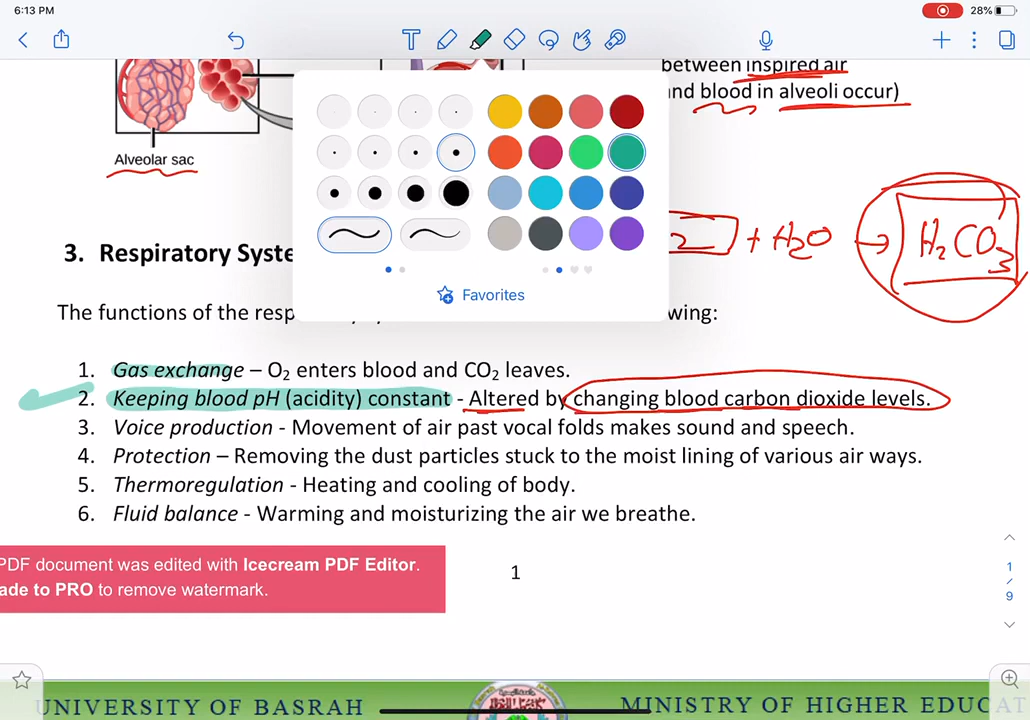 6:13 PM
28%
between inspired air
and blood in alveoli occur)
Alveolar sac
2 + H2O → H2CO3
3. Respiratory Syste
Favorites
The functions of the resp wing:
1. Gas exchange – O2 enters blood and CO2 leaves.
2. Keeping blood pH (acidity) constant - Altered by changing blood carbon dioxide levels.
3. Voice production - Movement of air past vocal folds makes sound and speech.
4. Protection – Removing the dust particles stuck to the moist lining of various air ways.
5. Thermoregulation - Heating and cooling of body.
6. Fluid balance - Warming and moisturizing the air we breathe.
PDF document was edited with Icecream PDF Editor.
ade to PRO to remove watermark.
1
1
/
9
UNIVERSITY OF BASRAH
MINISTRY OF HIGHER EDUCAT